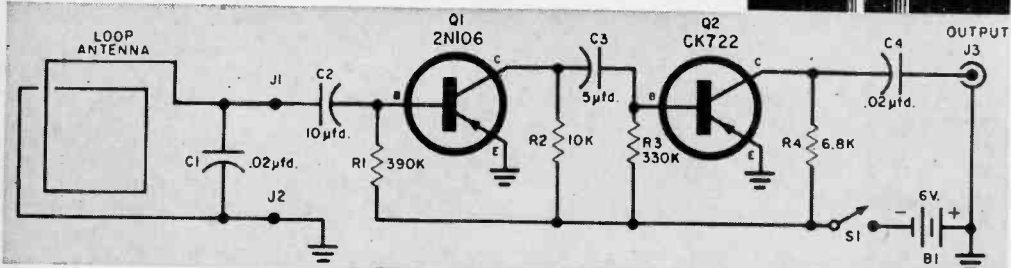 LOOP
ANTENNA
C1
.02µfd.
J1
J2
C2
10µfd.
R1
390K
Q1
2N106
B
C
E
R2
10K
C3
5µfd.
R3
330K
Q2
CK722
B
C
E
R4
6.8K
C4
.02µfd.
S1
6V.
- +
B1
OUTPUT
J3